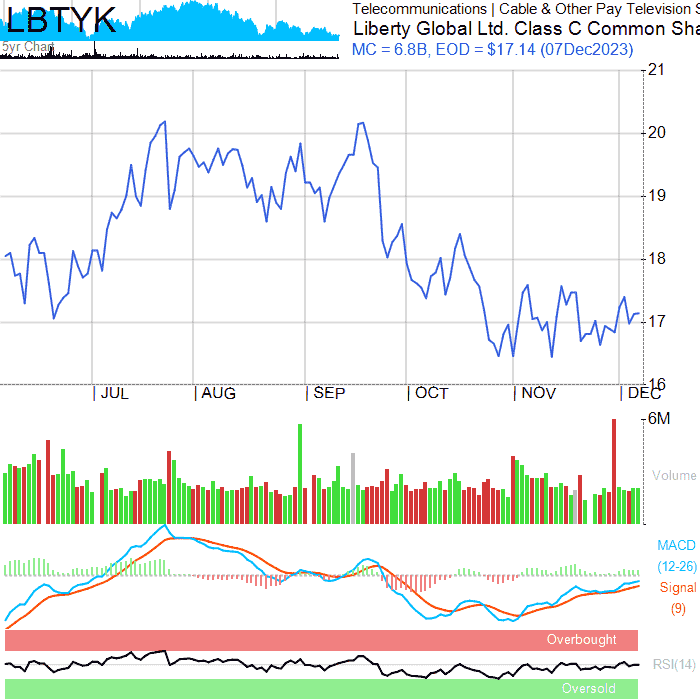 LBTYK
5yr Chart
Telecommunications | Cable & Other Pay Television S
Liberty Global Ltd. Class C Common Sha
MC = 6.8B, EOD = $17.14 (07Dec2023)
21
20
19
18
17
16
JUL AUG SEP OCT NOV DEC
6M
Volume
MACD
(12-26)
Signal
(9)
Overbought
RSI(14)
Oversold